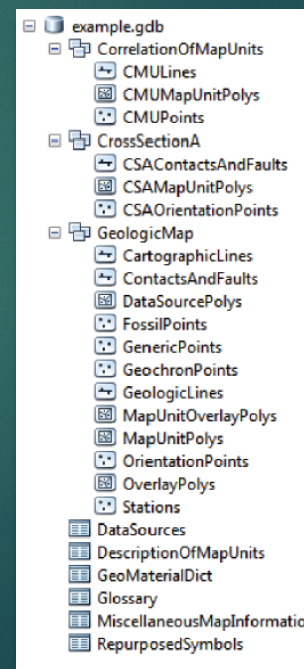 example.gdb
CorrelationOfMapUnits
CMULines
CMUMapUnitPolys
CMUPoints
CrossSectionA
CSAContactsAndFaults
CSAMapUnitPolys
CSAOrientationPoints
GeologicMap
CartographicLines
ContactsAndFaults
DataSourcePolys
FossilPoints
GenericPoints
GeochronPoints
GeologicLines
MapUnitOverlayPolys
MapUnitPolys
OrientationPoints
OverlayPolys
Stations
DataSources
DescriptionOfMapUnits
GeoMaterialDict
Glossary
MiscellaneousMapInformatio
RepurposedSymbols